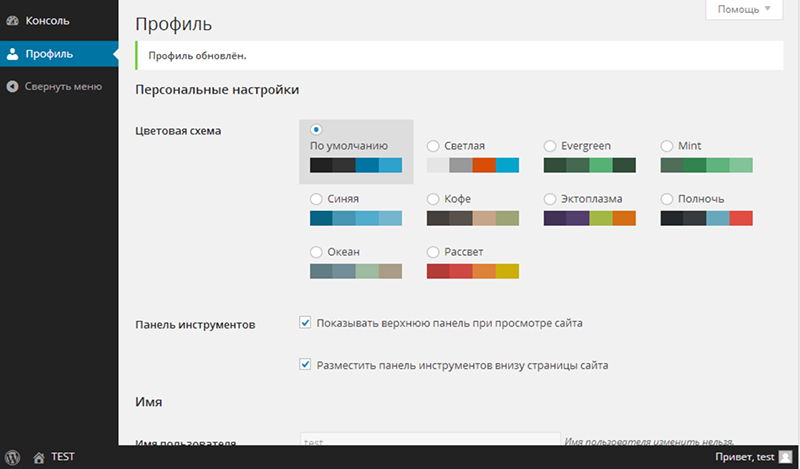 Консоль
Профиль
Свернуть меню
Помощь
Профиль
Профиль обновлён.
Персональные настройки
Цветовая схема
По умолчанию
Светлая
Evergreen
Mint
Синяя
Кофе
Эктоплазма
Полночь
Океан
Рассвет
Панель инструментов
Показывать верхнюю панель при просмотре сайта
Разместить панель инструментов внизу страницы сайта
Имя
Имя пользователя
test
Имя пользователя изменить нельзя.
TEST
Привет, test